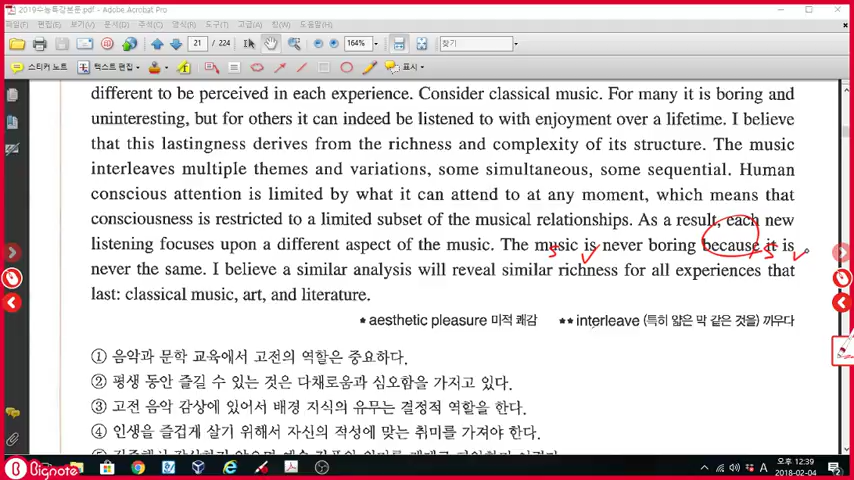 2019수능특강본문.pdf - Adobe Acrobat Pro
21 / 224
164%
찾기
스티커 노트
텍스트 편집
표시
different to be perceived in each experience. Consider classical music. For many it is boring and
uninteresting, but for others it can indeed be listened to with enjoyment over a lifetime. I believe
that this lastingness derives from the richness and complexity of its structure. The music
interleaves multiple themes and variations, some simultaneous, some sequential. Human
conscious attention is limited by what it can attend to at any moment, which means that
consciousness is restricted to a limited subset of the musical relationships. As a result, each new
listening focuses upon a different aspect of the music. The music is never boring because it is
S S
never the same. I believe a similar analysis will reveal similar richness for all experiences that
last: classical music, art, and literature.
★ aesthetic pleasure 미적 쾌감 ★★ interleave (특히 얇은 막 같은 것을) 끼우다
① 음악과 문학 교육에서 고전의 역할은 중요하다.
② 평생 동안 즐길 수 있는 것은 다채로움과 심오함을 가지고 있다.
③ 고전 음악 감상에 있어서 배경 지식의 유무는 결정적 역할을 한다.
④ 인생을 즐겁게 살기 위해서 자신의 적성에 맞는 취미를 가져야 한다.
Bignote
A
오후 12:39
2018-02-04